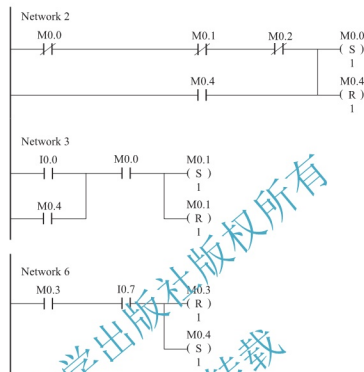 Network 2
M0.0 M0.1 M0.2 M0.0
S
1
M0.4 M0.4
R
1
Network 3
I0.0 M0.0 M0.1
S
1
M0.4 M0.1
R
1
Network 6
M0.3 I0.7 M0.3
R
1
M0.4
S
1
学出版社版权所有
转载